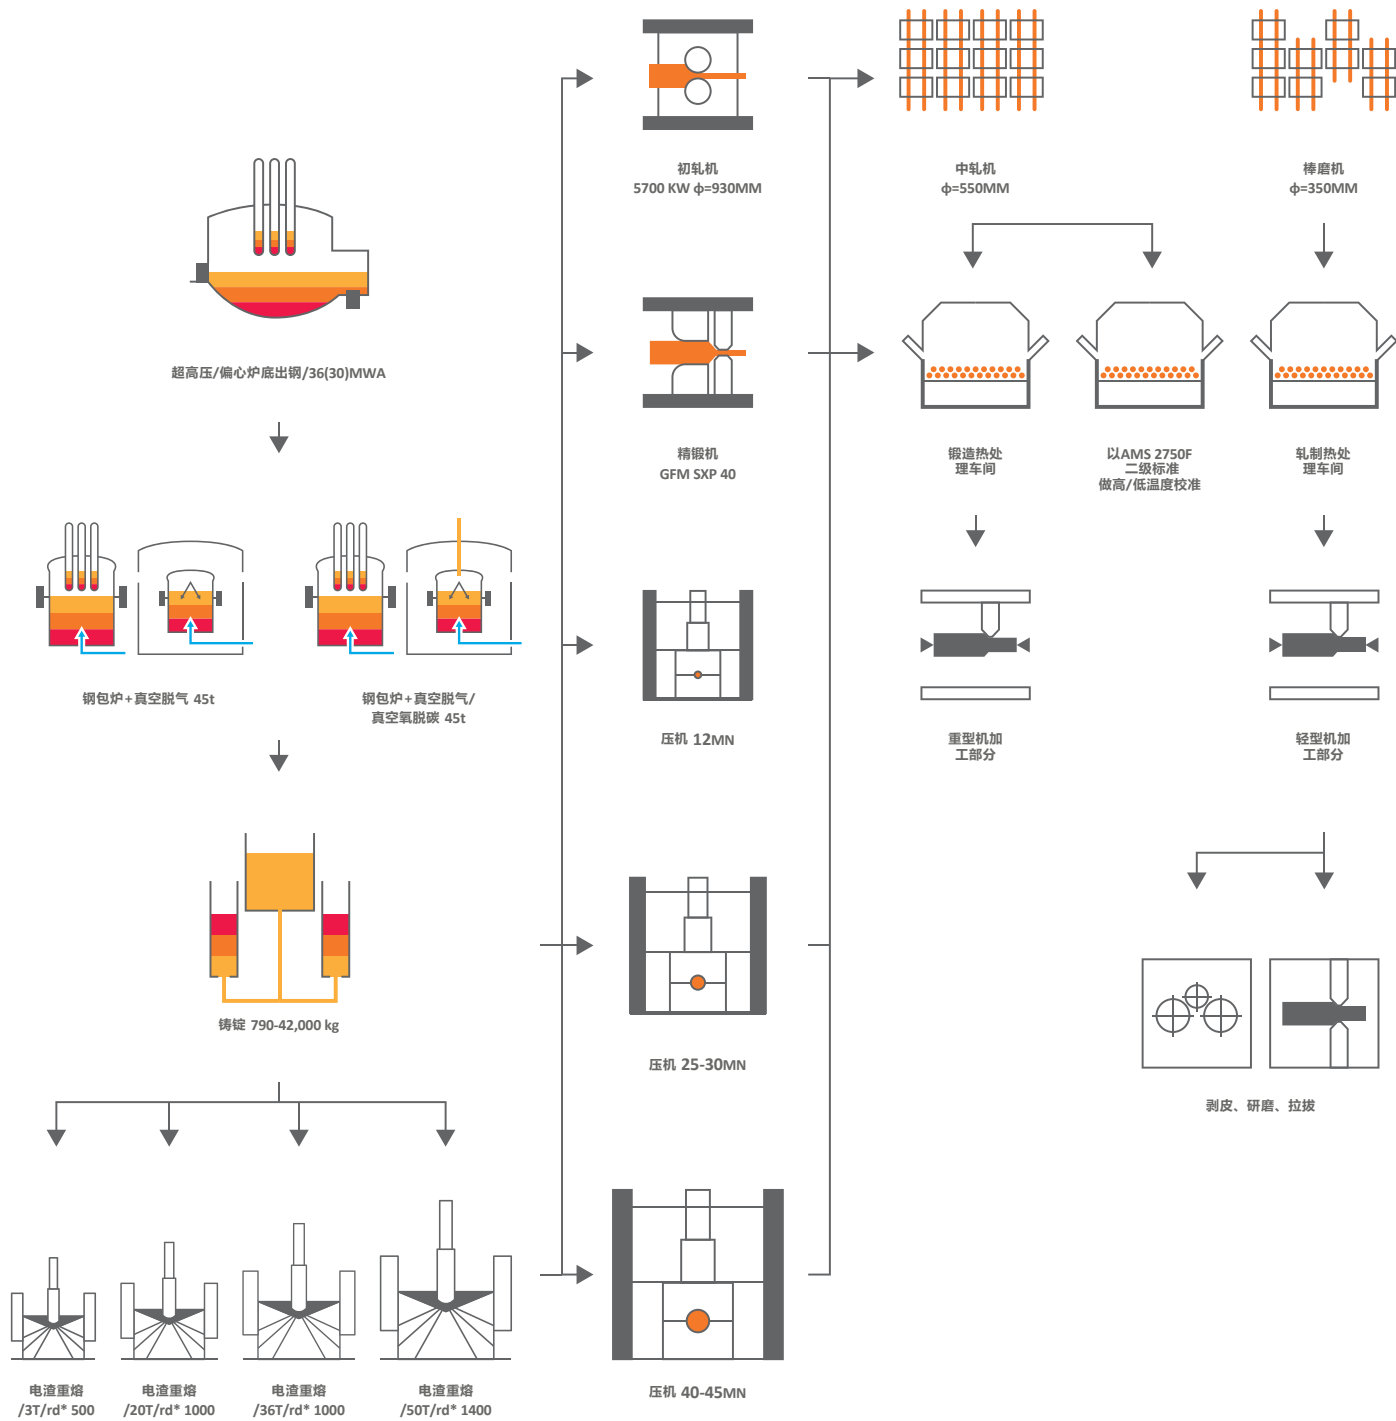 超高压/偏心炉底出钢/36(30)MWA
钢包炉+真空脱气 45t
钢包炉+真空脱气/
真空氧脱碳 45t
铸锭 790-42,000 kg
电渣重熔
/3T/rd* 500
电渣重熔
/20T/rd* 1000
电渣重熔
/36T/rd* 1000
电渣重熔
/50T/rd* 1400
初轧机
5700 KW ф=930MM
精锻机
GFM SXP 40
压机 12MN
压机 25-30MN
压机 40-45MN
中轧机
ф=550MM
棒磨机
ф=350MM
锻造热处
理车间
以AMS 2750F
二级标准
做高/低温度校准
轧制热处
理车间
重型机加
工部分
轻型机加
工部分
剥皮、研磨、拉拔